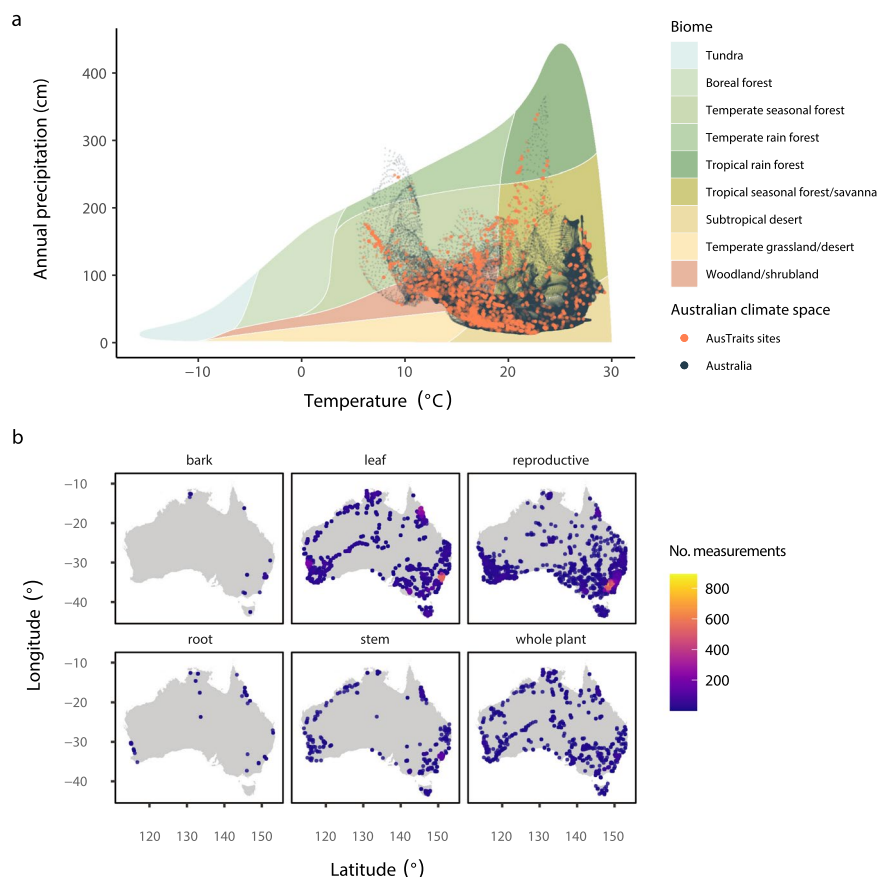 a
Annual precipitation (cm)
400
300
200
100
0
−10
0
10
20
30
Temperature (°C)
Biome
Tundra
Boreal forest
Temperate seasonal forest
Temperate rain forest
Tropical rain forest
Tropical seasonal forest/savanna
Subtropical desert
Temperate grassland/desert
Woodland/shrubland
Australian climate space
AusTraits sites
Australia
b
bark
leaf
reproductive
−10
−20
−30
−40
root
stem
whole plant
−10
−20
−30
−40
Longitude (°)
120 130 140 150
120 130 140 150
120 130 140 150
Latitude (°)
No. measurements
800
600
400
200